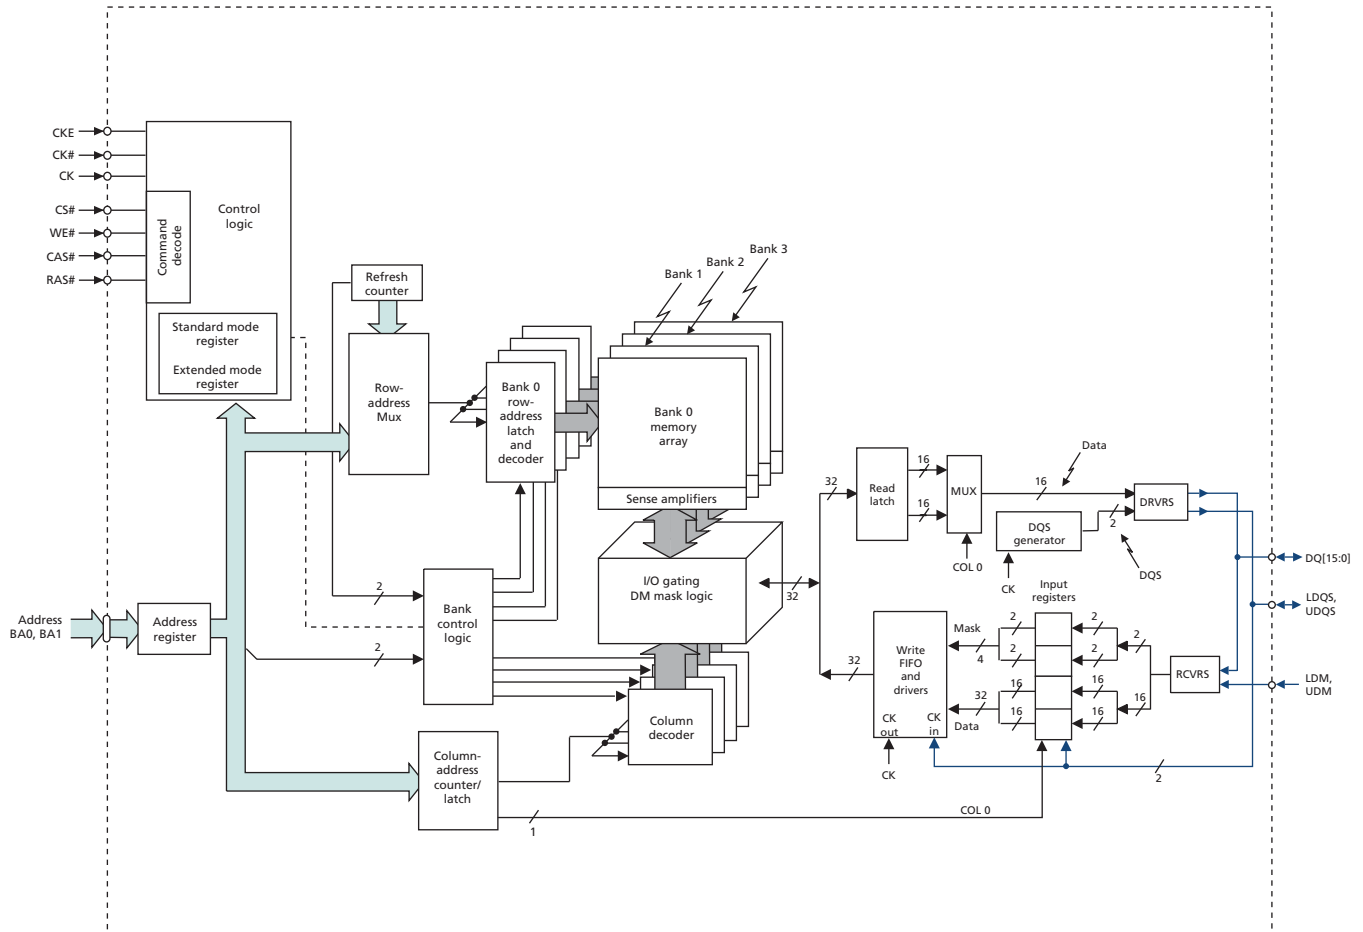 CKE
CK#
CK
CS#
WE#
CAS#
RAS#
Command
decode
Control
logic
Standard mode
register
Extended mode
register
Refresh
counter
Row-
address
Mux
Bank 0
row-
address
latch
and
decoder
Bank 1
Bank 2
Bank 3
Bank 0
memory
array
Sense amplifiers
I/O gating
DM mask logic
32
32
Read
latch
16
16
MUX
COL 0
16
Data
DQS
generator
CK
2
DQS
DRVRS
DQ[15:0]
LDQS,
UDQS
LDM,
UDM
Address
BA0, BA1
Address
register
2
2
Bank
control
logic
Column
decoder
Column-
address
counter/
latch
1
COL 0
32
Write
FIFO
and
drivers
CK
out
CK
in
CK
Mask
4
32
Data
Input
registers
2
2
16
16
2
2
16
16
2
16
RCVRS
2